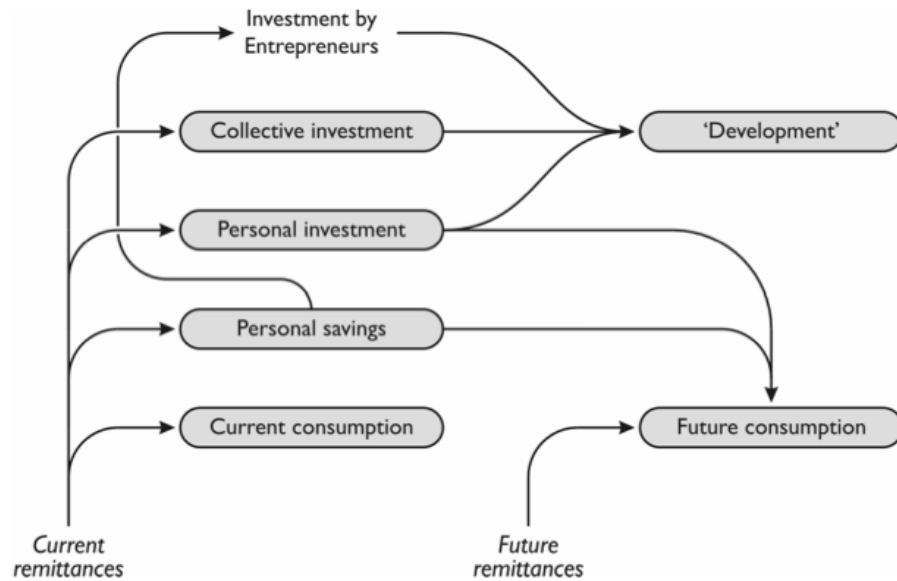 Investment by
Entrepreneurs
Collective investment
'Development'
Personal investment
Personal savings
Current consumption
Future consumption
Current
remittances
Future
remittances